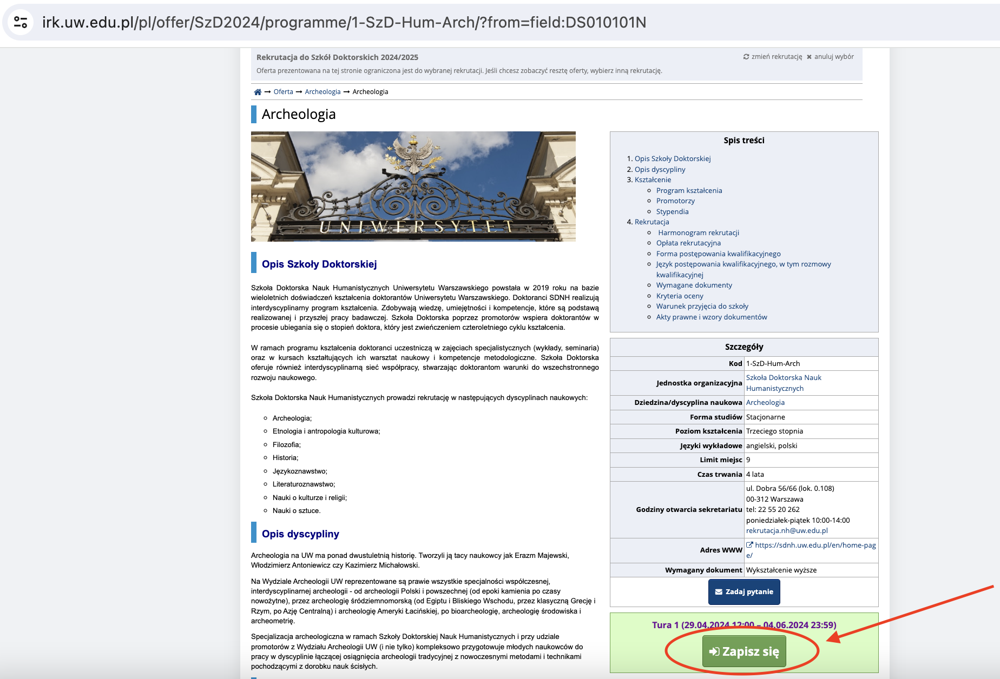 irk.uw.edu.pl/pl/offer/SzD2024/programme/1-SzD-Hum-Arch/?from=field:DS010101N
Rekrutacja do Szkół Doktorskich 2024/2025
zmień rekrutację anuluj wybór
Oferta prezentowana na tej stronie ograniczona jest do wybranej rekrutacji. Jeśli chcesz zobaczyć resztę oferty, wybierz inną rekrutację.
Oferta → Archeologia → Archeologia
Archeologia
UNIWERSYTET
Opis Szkoły Doktorskiej
Szkoła Doktorska Nauk Humanistycznych Uniwersytetu Warszawskiego powstała w 2019 roku na bazie
wieloletnich doświadczeń kształcenia doktorantów Uniwersytetu Warszawskiego. Doktoranci SDNH realizują
interdyscyplinarny program kształcenia. Zdobywają wiedzę, umiejętności i kompetencje, które są podstawą
realizowanej i przyszłej pracy badawczej. Szkoła Doktorska poprzez promotorów wspiera doktorantów w
procesie ubiegania się o stopień doktora, który jest zwieńczeniem czteroletniego cyklu kształcenia.
W ramach programu kształcenia doktoranci uczestniczą w zajęciach specjalistycznych (wykłady, seminaria)
oraz w kursach kształtujących ich warsztat naukowy i kompetencje metodologiczne. Szkoła Doktorska
oferuje również interdyscyplinarną sieć współpracy, stwarzając doktorantom warunki do wszechstronnego
rozwoju naukowego.
Szkoła Doktorska Nauk Humanistycznych prowadzi rekrutację w następujących dyscyplinach naukowych:
Archeologia;
Etnologia i antropologia kulturowa;
Filozofia;
Historia;
Językoznawstwo;
Literaturoznawstwo;
Nauki o kulturze i religii;
Nauki o sztuce.
Opis dyscypliny
Archeologia na UW ma ponad dwustuletnią historię. Tworzyli ją tacy naukowcy jak Erazm Majewski,
Włodzimierz Antoniewicz czy Kazimierz Michałowski.
Na Wydziale Archeologii UW reprezentowane są prawie wszystkie specjalności współczesnej,
interdyscyplinarnej archeologii - od archeologii Polski i powszechnej (od epoki kamienia po czasy
nowożytne), przez archeologię śródziemnomorską (od Egiptu i Bliskiego Wschodu, przez klasyczną Grecję i
Rzym, po Azję Centralną) i archeologię Ameryki Łacińskiej, po bioarcheologię, archeologię środowiska i
archeometrię.
Specjalizacja archeologiczna w ramach Szkoły Doktorskiej Nauk Humanistycznych i przy udziale
promotorów z Wydziału Archeologii UW (i nie tylko) kompleksowo przygotowuje młodych naukowców do
pracy w dyscyplinie łączącej osiągnięcia archeologii tradycyjnej z nowoczesnymi metodami i technikami
pochodzącymi z dorobku nauk ścisłych.
Spis treści
1. Opis Szkoły Doktorskiej
2. Opis dyscypliny
3. Kształcenie
Program kształcenia
Promotorzy
Stypendia
4. Rekrutacja
Harmonogram rekrutacji
Opłata rekrutacyjna
Forma postępowania kwalifikacyjnego
Język postępowania kwalifikacyjnego, w tym rozmowy
kwalifikacyjnej
Wymagane dokumenty
Kryteria oceny
Warunek przyjęcia do szkoły
Akty prawne i wzory dokumentów
Szczegóły
Kod 1-SzD-Hum-Arch
Jednostka organizacyjna Szkoła Doktorska Nauk
Humanistycznych
Dziedzina/dyscyplina naukowa Archeologia
Forma studiów Stacjonarne
Poziom kształcenia Trzeciego stopnia
Języki wykładowe angielski, polski
Limit miejsc 9
Czas trwania 4 lata
Godziny otwarcia sekretariatu ul. Dobra 56/66 (lok. 0.108)
00-312 Warszawa
tel: 22 55 20 262
poniedziałek-piątek 10:00-14:00
rekrutacja.nh@uw.edu.pl
Adres WWW https://sdnh.uw.edu.pl/en/home-pag
e/
Wymagany dokument Wykształcenie wyższe
Zadaj pytanie
Tura 1 (29.04.2024 12:00 – 04.06.2024 23:59)
Zapisz się